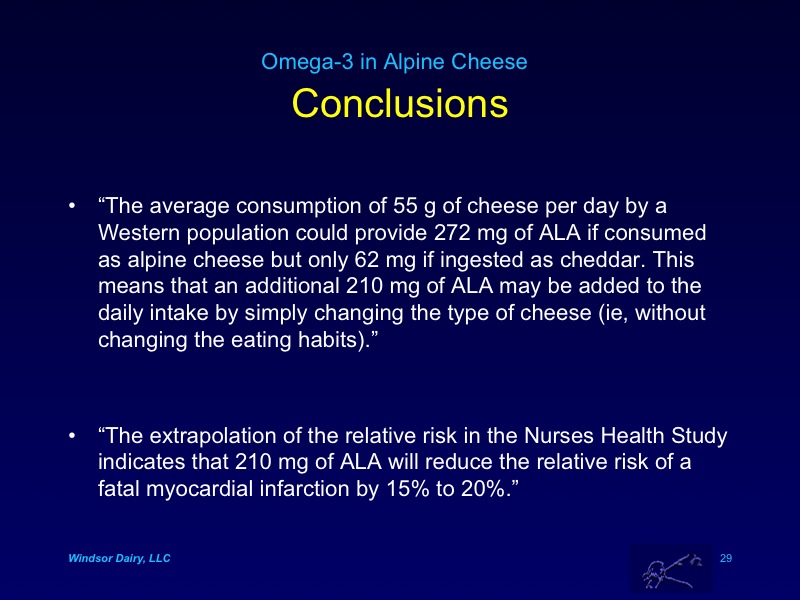 Omega-3 in Alpine Cheese
Conclusions
• “The average consumption of 55 g of cheese per day by a
Western population could provide 272 mg of ALA if consumed
as alpine cheese but only 62 mg if ingested as cheddar. This
means that an additional 210 mg of ALA may be added to the
daily intake by simply changing the type of cheese (ie, without
changing the eating habits).”
• “The extrapolation of the relative risk in the Nurses Health Study
indicates that 210 mg of ALA will reduce the relative risk of a
fatal myocardial infarction by 15% to 20%.”
Windsor Dairy, LLC
29